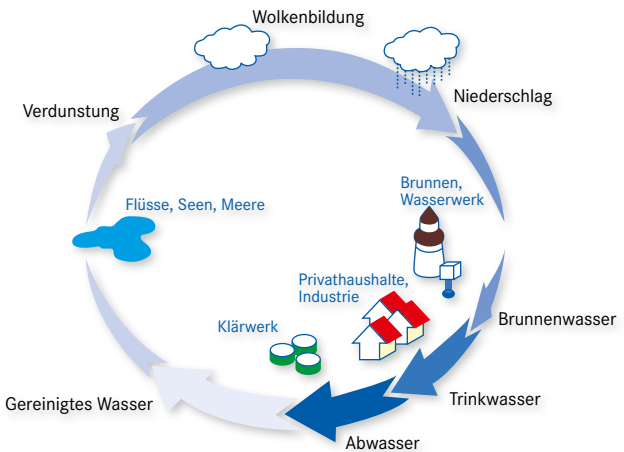 Wolkenbildung
Niederschlag
Verdunstung
Brunnen,
Wasserwerk
Flüsse, Seen, Meere
Privathaushalte,
Industrie
Brunnenwasser
Klärwerk
Trinkwasser
Gereinigtes Wasser
Abwasser